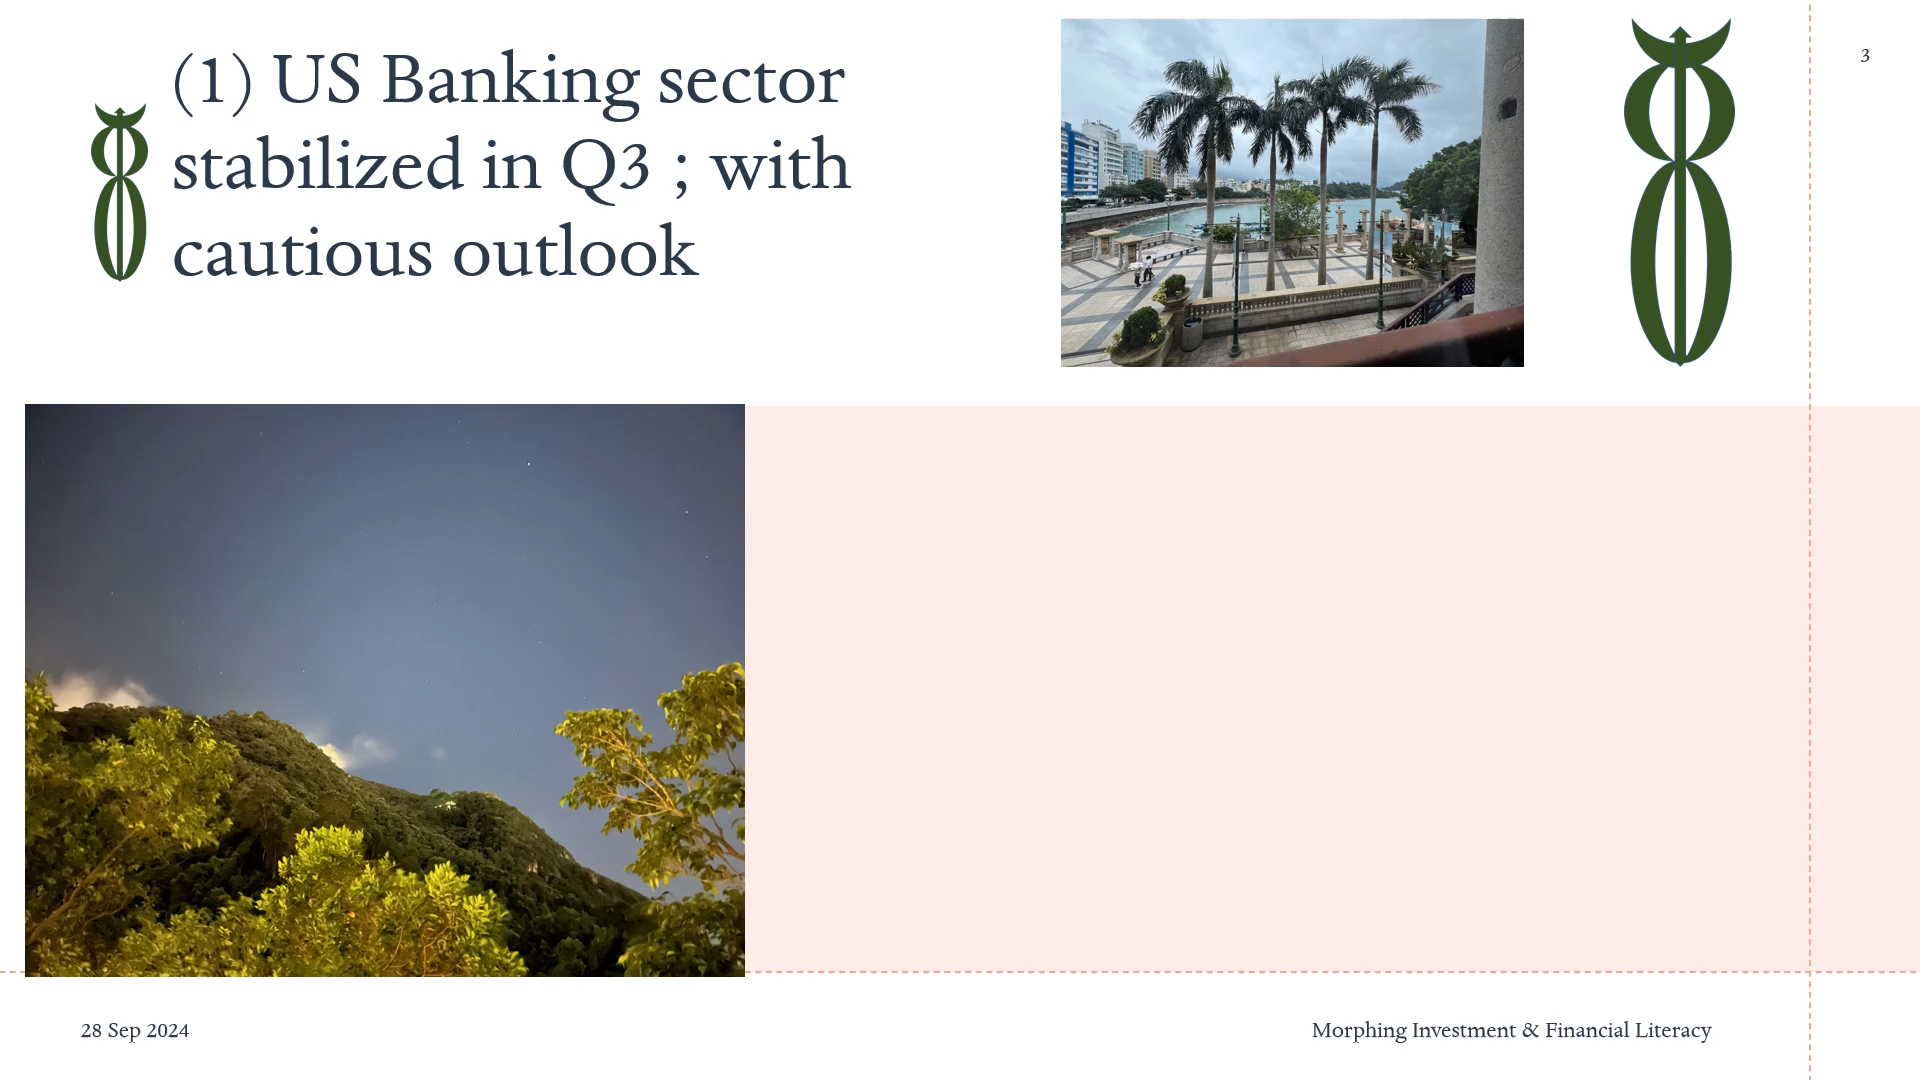 (1) US Banking sector
stabilized in Q3 ; with
cautious outlook
3
28 Sep 2024
Morphing Investment & Financial Literacy